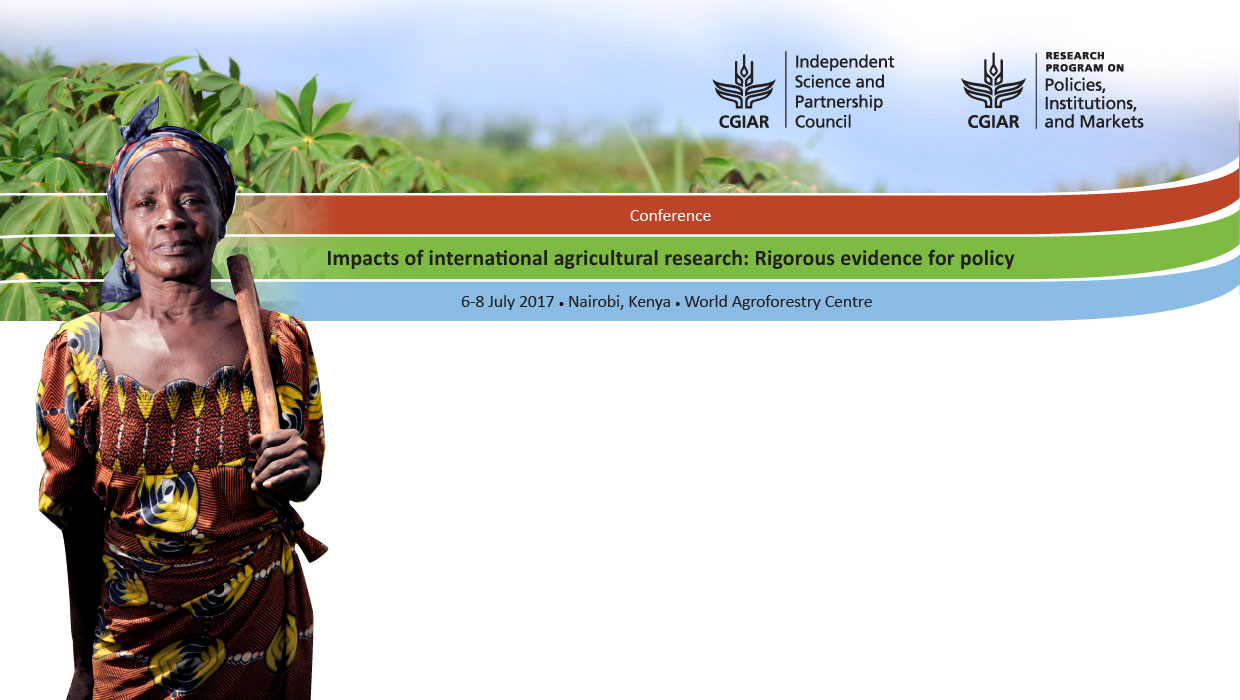 CGIAR
Independent
Science and
Partnership
Council
CGIAR
RESEARCH
PROGRAM ON
Policies,
Institutions,
and Markets
Conference
Impacts of international agricultural research: Rigorous evidence for policy
6-8 July 2017 • Nairobi, Kenya • World Agroforestry Centre